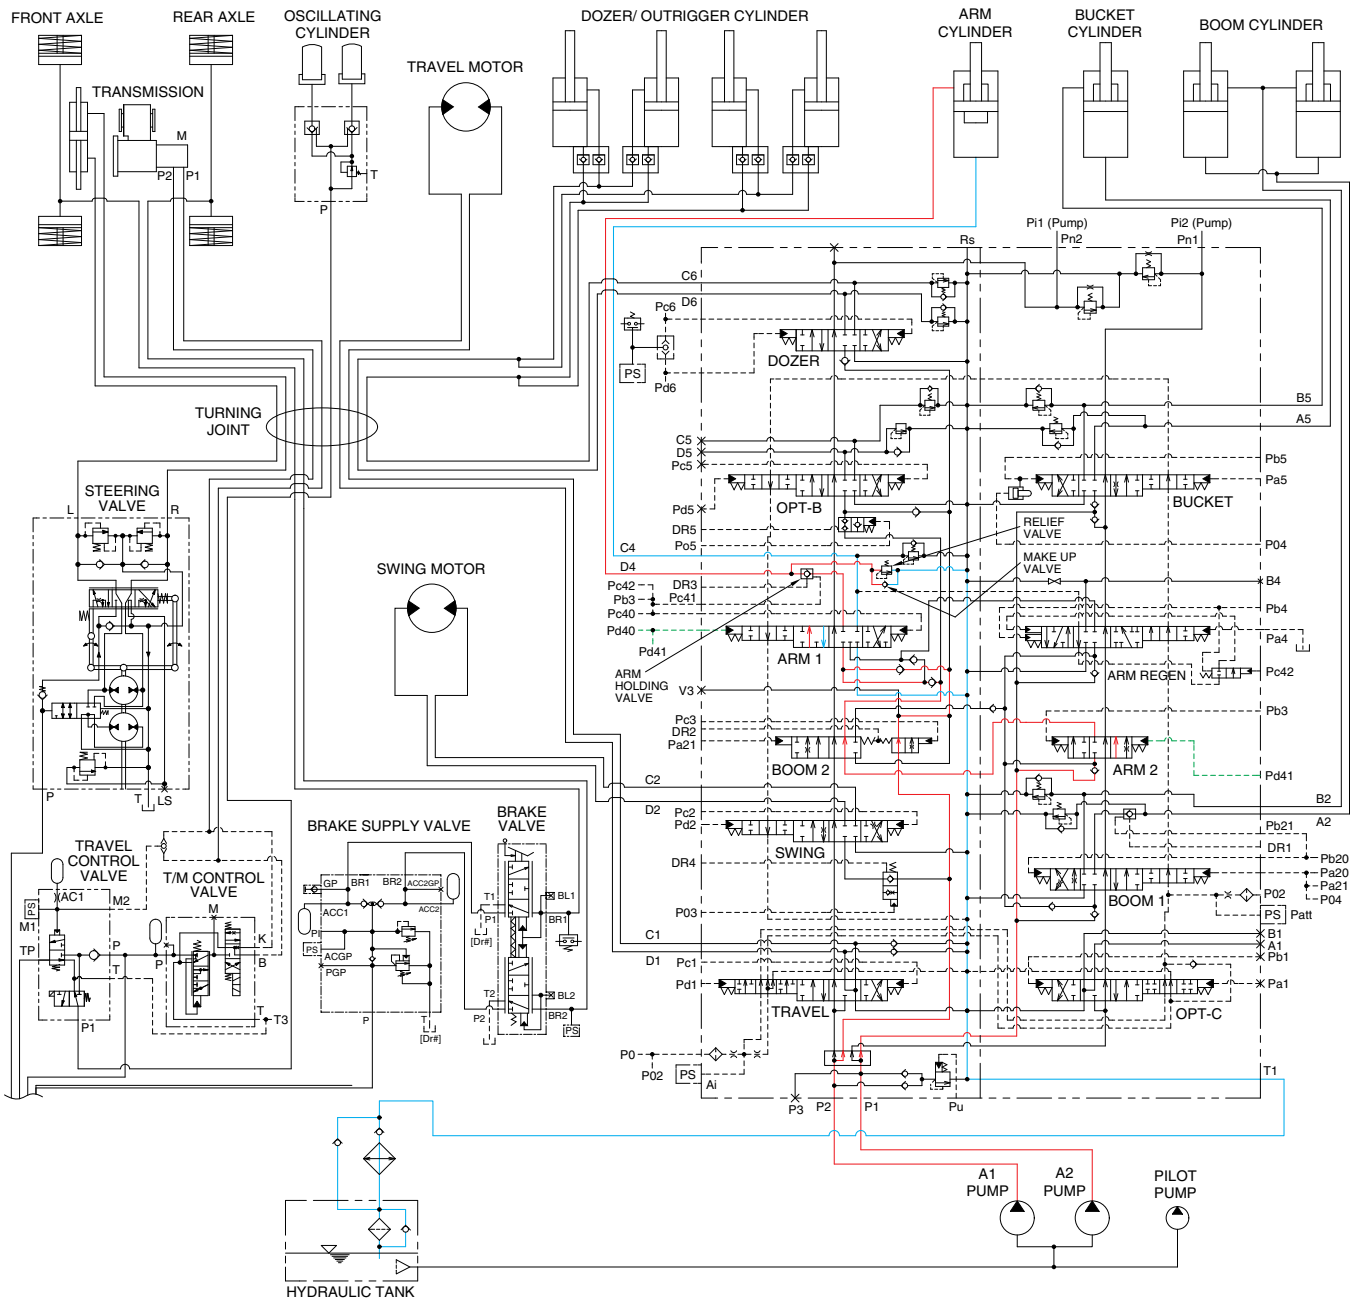 FRONT AXLE
REAR AXLE
OSCILLATING
CYLINDER
DOZER/ OUTRIGGER CYLINDER
ARM
CYLINDER
BUCKET
CYLINDER
BOOM CYLINDER
TRAVEL MOTOR
TRANSMISSION
M
P2
P1
T
P
Pi1 (Pump)
Pn2
Pi2 (Pump)
Pn1
Rs
C6
D6
Pc6
PS
Pd6
DOZER
TURNING
JOINT
B5
A5
C5
D5
Pc5
Pd5
OPT-B
Pb5
Pa5
BUCKET
STEERING
VALVE
L
R
DR5
Po5
RELIEF
VALVE
P04
C4
MAKE UP
VALVE
SWING MOTOR
D4
Pc42
DR3
Pb3
Pc41
Pc40
Pd40
Pd41
B4
Pb4
Pa4
ARM 1
ARM
HOLDING
VALVE
ARM REGEN
Pc42
V3
Pc3
DR2
Pa21
BOOM 2
Pb3
ARM 2
Pd41
C2
D2
Pc2
Pd2
SWING
B2
A2
Pb21
DR1
P
T
LS
TRAVEL
CONTROL
VALVE
T/M CONTROL
VALVE
BRAKE SUPPLY VALVE
BRAKE
VALVE
DR4
Pb20
Pa20
Pa21
P04
BOOM 1
P02
PS
Patt
AC1
M2
PS
M1
TP
P
T
P1
M
P
K
B
T
T3
GP
BR1
BR2
ACC2GP
ACC1
ACC2
PI
PS
ACGP
PGP
P
T
[Dr#]
T1
P1
[Dr#]
BL1
BR1
T2
P2
BL2
BR2
PS
P03
C1
D1
Pc1
Pd1
TRAVEL
B1
A1
Pb1
Pa1
OPT-C
P0
P02
PS
Ai
P3
P2
P1
Pu
T1
A1
PUMP
A2
PUMP
PILOT
PUMP
HYDRAULIC TANK